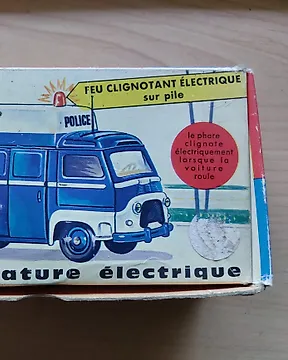 FEU CLIGNOTANT ÉLECTRIQUE
sur pile
POLICE
le phare
clignote
électriquement
lorsque la
voiture
roule
ature électrique